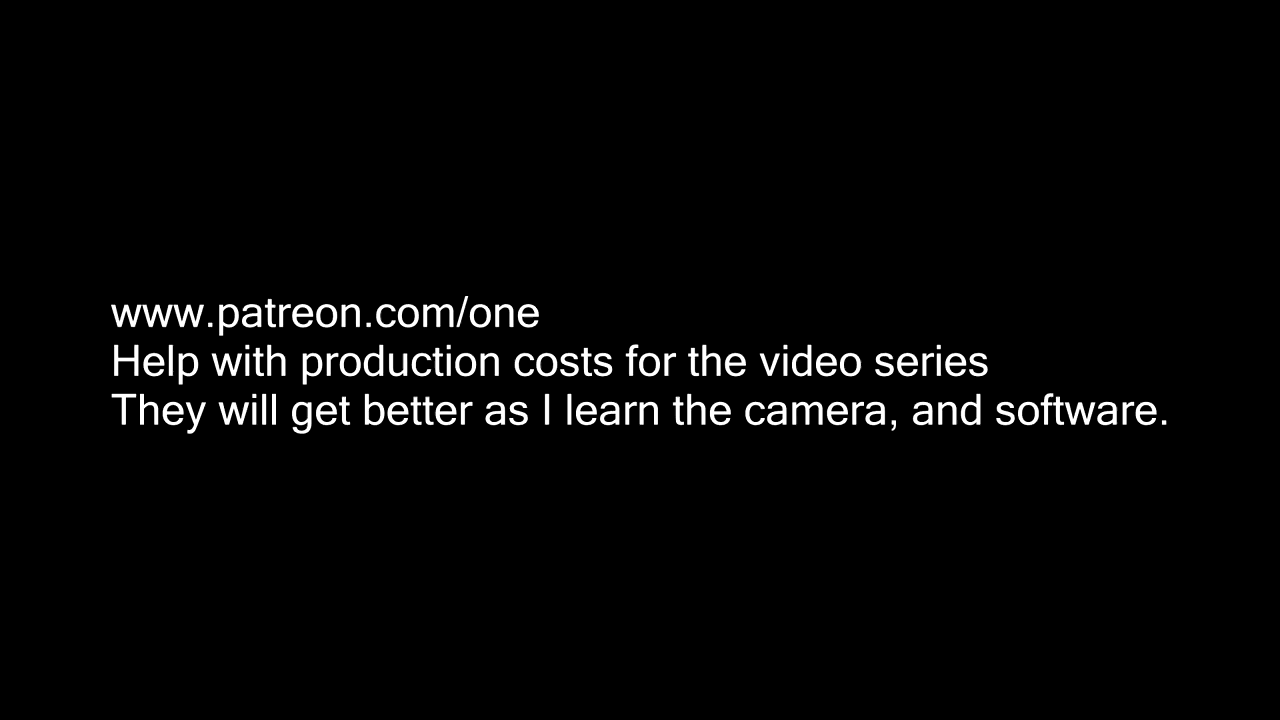 www.patreon.com/one
Help with production costs for the video series
They will get better as I learn the camera, and software.